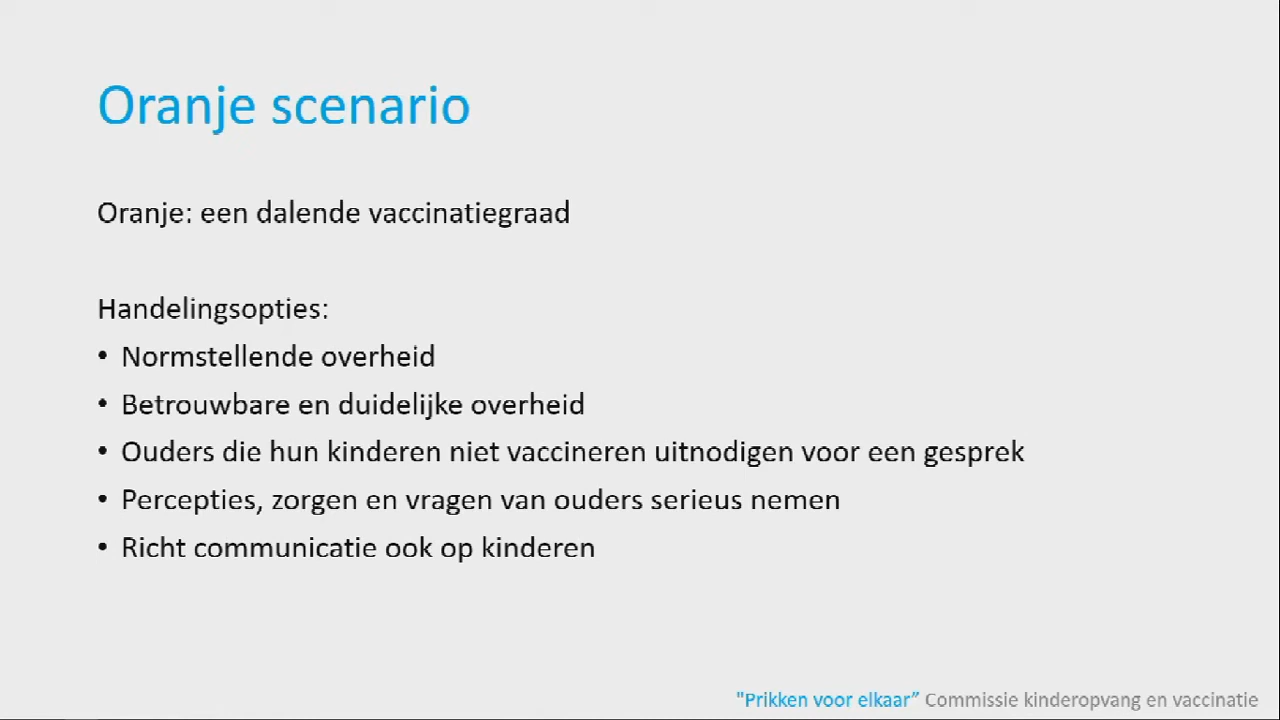 Oranje scenario
Oranje: een dalende vaccinatiegraad
Handelingsopties:
• Normstellende overheid
• Betrouwbare en duidelijke overheid
• Ouders die hun kinderen niet vaccineren uitnodigen voor een gesprek
• Percepties, zorgen en vragen van ouders serieus nemen
• Richt communicatie ook op kinderen
"Prikken voor elkaar” Commissie kinderopvang en vaccinatie